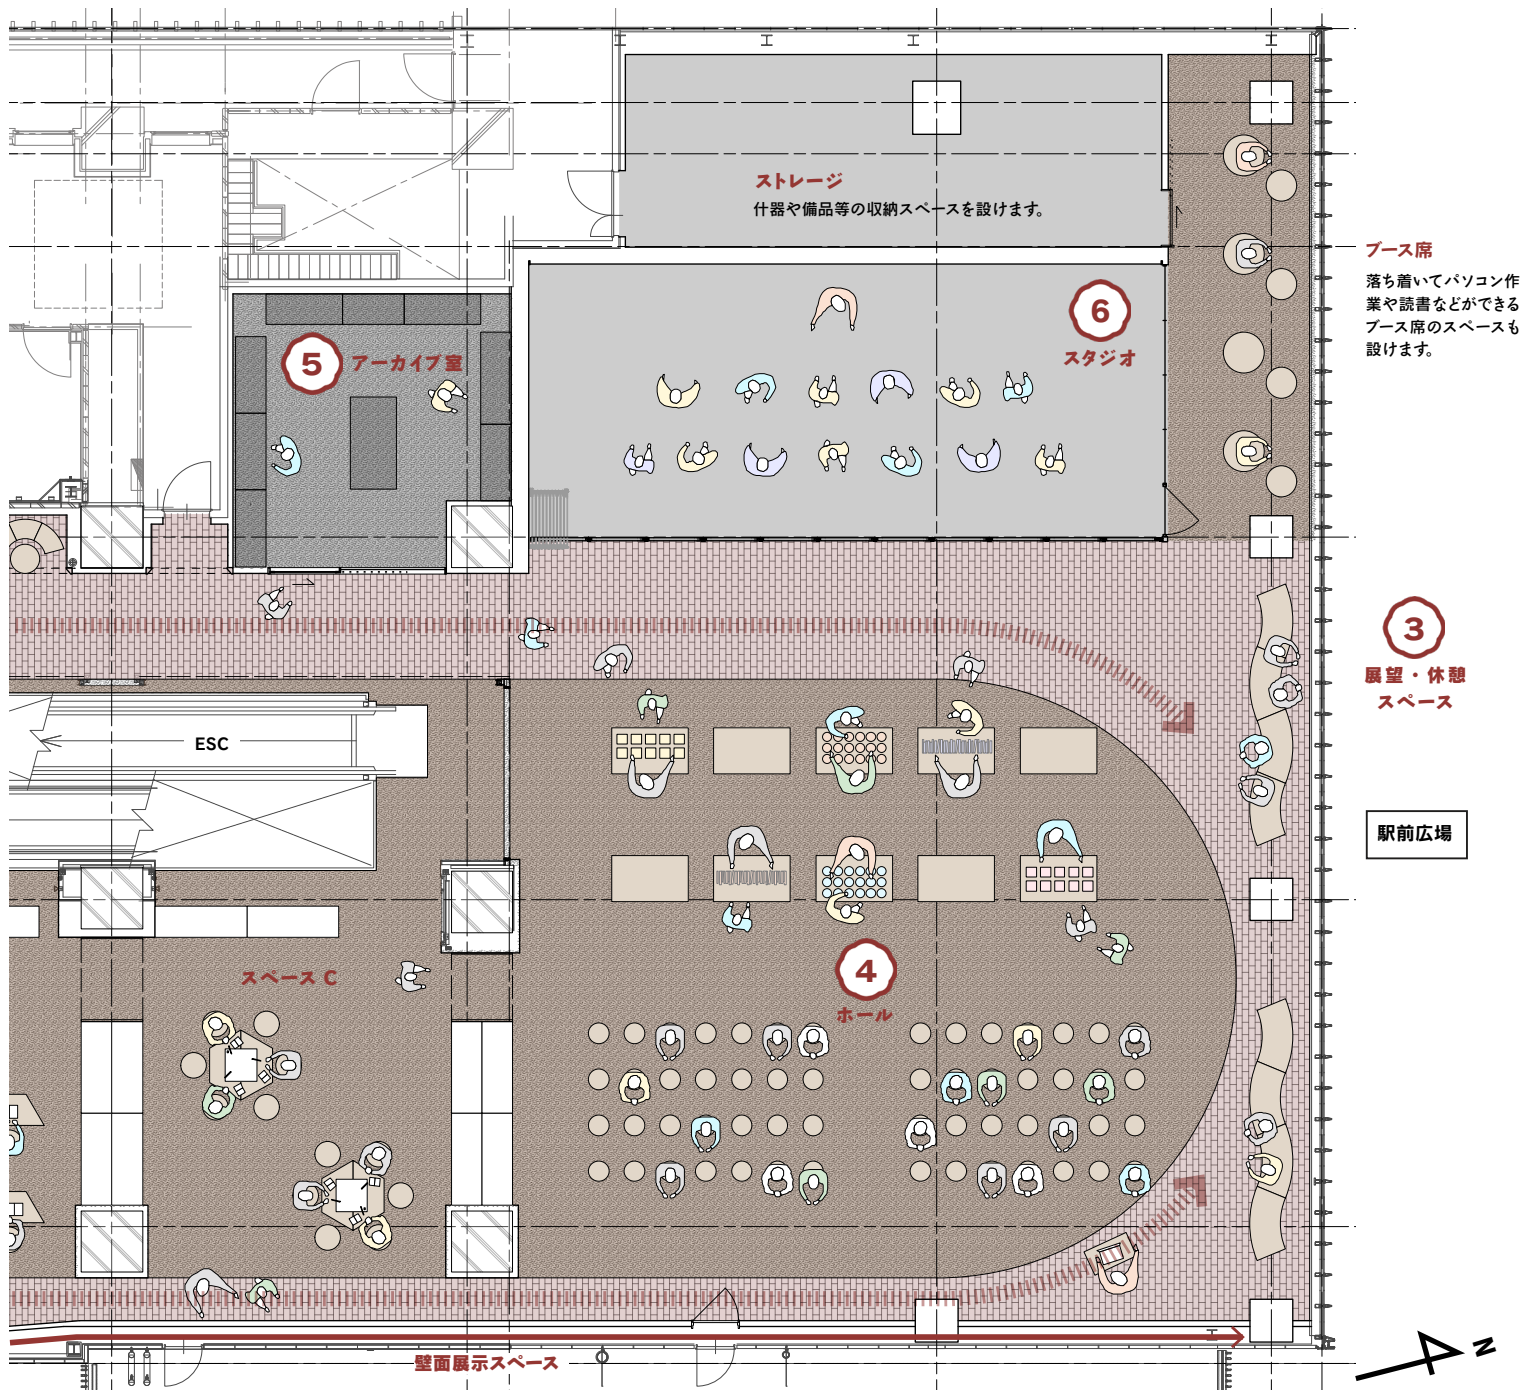 ストレージ
什器や備品等の収納スペースを設けます。
ブース席
落ち着いてパソコン作
業や読書などができる
ブース席のスペースも
設けます。
6
スタジオ
5
アーカイブ室
3
展望・休憩
スペース
ESC
駅前広場
スペース C
4
ホール
壁面展示スペース
N